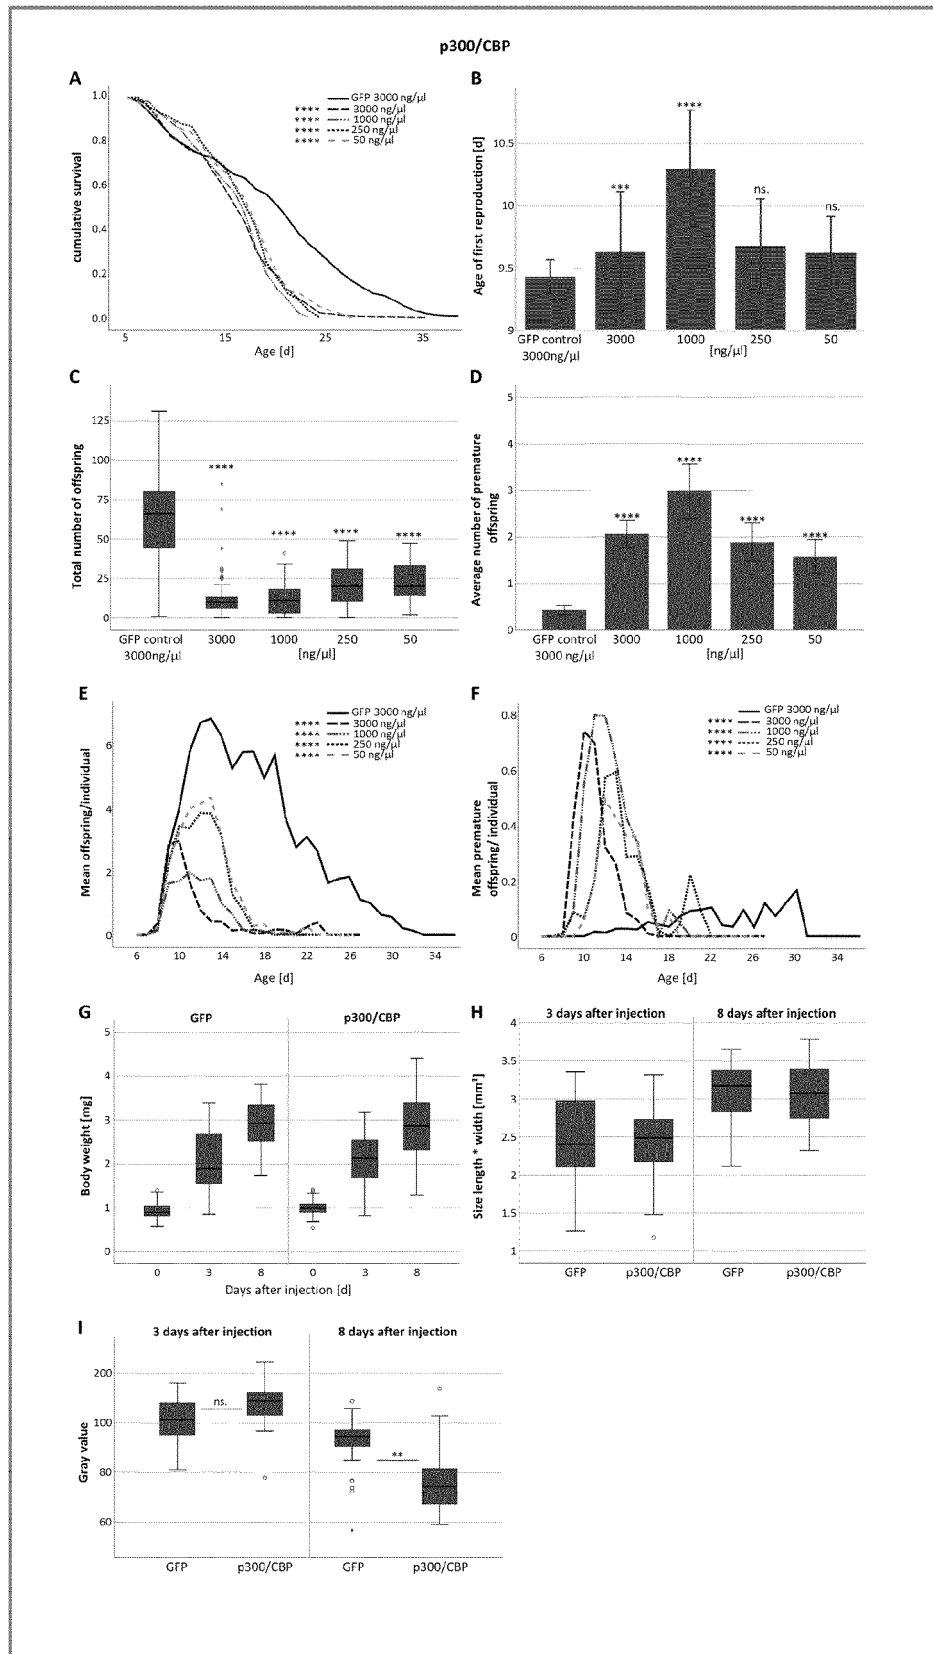 p300/CBP
A
cumulative survival
1.0
0.8
0.6
0.4
0.2
0.0
5
15
25
35
Age [d]
GFP 3000 ng/µl
**** 3000 ng/µl
**** 1000 ng/µl
**** 250 ng/µl
**** 50 ng/µl
B
Age of first reproduction [d]
10.5
10
9.5
9
***
****
ns.
ns.
GFP control 3000 1000 250 50
3000ng/µl [ng/µl]
C
Total number of offspring
125
100
75
50
25
0
****
****
****
****
GFP control 3000 1000 250 50
3000ng/µl [ng/µl]
D
Average number of premature
offspring
5
4
3
2
1
0
****
****
****
****
GFP control 3000 1000 250 50
3000 ng/µl [ng/µl]
E
Mean offspring/individual
6
4
2
0
6 10 14 18 22 26 30 34
Age [d]
GFP 3000 ng/µl
**** 3000 ng/µl
**** 1000 ng/µl
**** 250 ng/µl
**** 50 ng/µl
F
Mean premature
offspring/ individual
0.8
0.6
0.4
0.2
0
6 10 14 18 22 26 30 34
Age [d]
GFP 3000 ng/µl
**** 3000 ng/µl
**** 1000 ng/µl
**** 250 ng/µl
**** 50 ng/µl
G
GFP p300/CBP
Body weight [mg]
5
4
3
2
1
0
0 3 8 0 3 8
Days after injection [d]
H
3 days after injection 8 days after injection
Size length * width [mm²]
4
3.5
3
2.5
2
1.5
1
GFP p300/CBP GFP p300/CBP
I
3 days after injection 8 days after injection
Gray value
200
100
80
60
ns.
**
GFP p300/CBP GFP p300/CBP